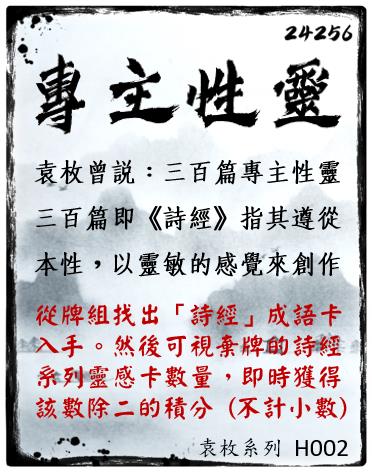 24256
專主性靈
袁枚曾説：三百篇專主性靈
三百篇即《詩經》指其遵從
本性，以靈敏的感覺來創作
從牌組找出「詩經」成語卡
入手。然後可視棄牌的詩經
系列靈感卡數量，即時獲得
該數除二的積分 (不計小數)
袁枚系列 H002